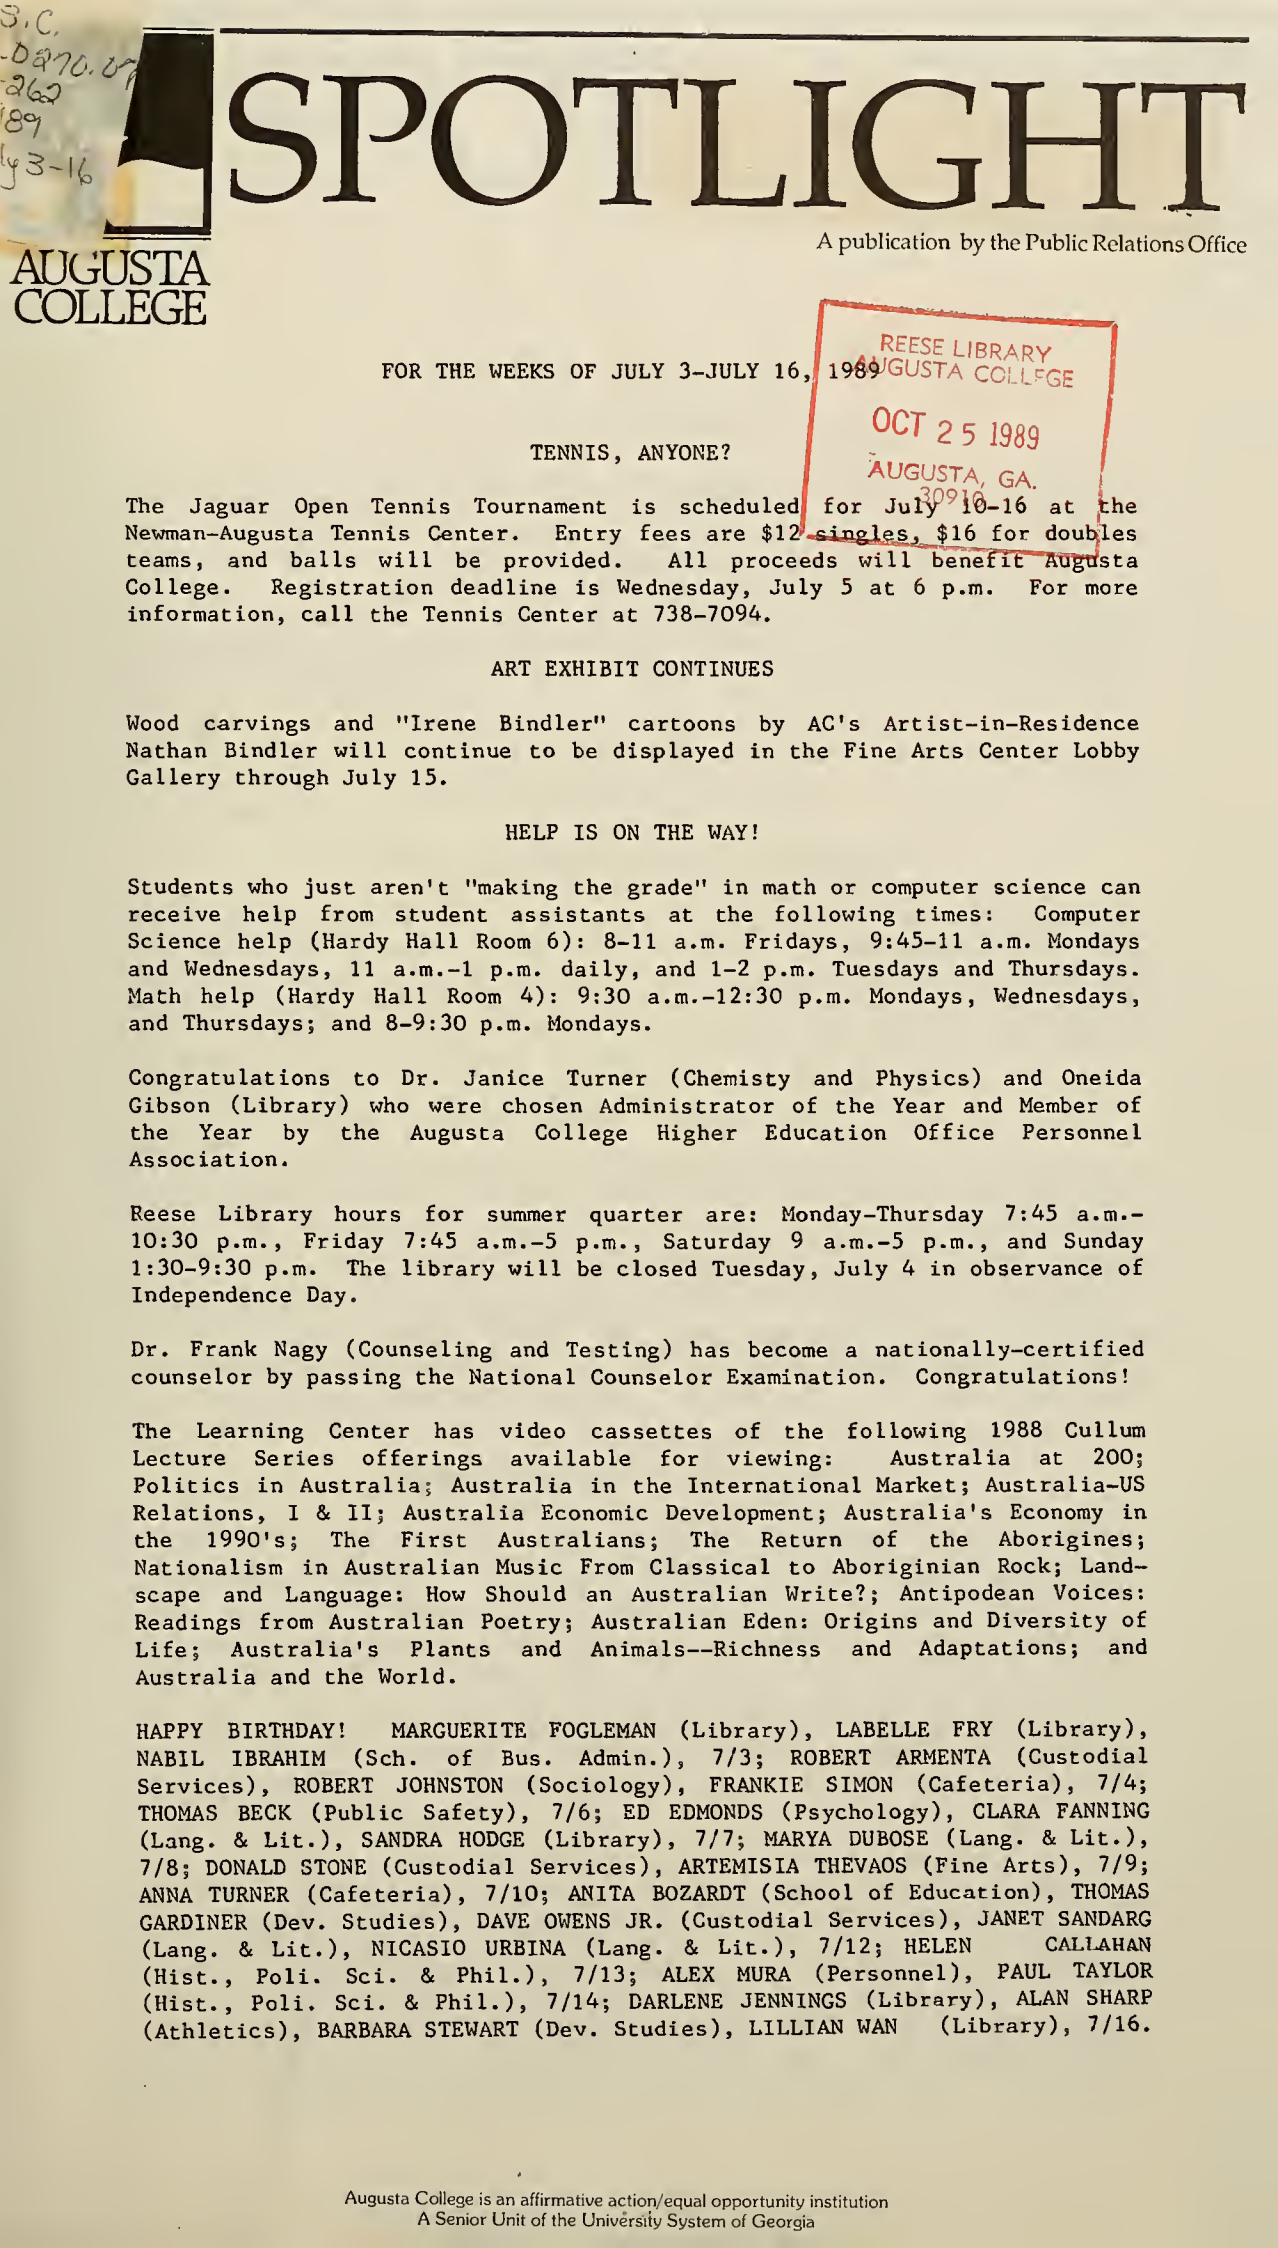 S.C.
262
'89
ly 3-16
SPOTLIGHT
A publication by the Public Relations Office
AUGUSTA
COLLEGE
REESE LIBRARY
AUGUSTA COLLEGE
OCT 25 1989
AUGUSTA, GA.
30910
FOR THE WEEKS OF JULY 3-JULY 16, 1989
TENNIS, ANYONE?
The Jaguar Open Tennis Tournament is scheduled for July 10-16 at the
Newman-Augusta Tennis Center. Entry fees are $12 singles, $16 for doubles
teams, and balls will be provided. All proceeds will benefit Augusta
College. Registration deadline is Wednesday, July 5 at 6 p.m. For more
information, call the Tennis Center at 738-7094.
ART EXHIBIT CONTINUES
Wood carvings and "Irene Bindler" cartoons by AC's Artist-in-Residence
Nathan Bindler will continue to be displayed in the Fine Arts Center Lobby
Gallery through July 15.
HELP IS ON THE WAY!
Students who just aren't "making the grade" in math or computer science can
receive help from student assistants at the following times: Computer
Science help (Hardy Hall Room 6): 8-11 a.m. Fridays, 9:45-11 a.m. Mondays
and Wednesdays, 11 a.m.-1 p.m. daily, and 1-2 p.m. Tuesdays and Thursdays.
Math help (Hardy Hall Room 4): 9:30 a.m.-12:30 p.m. Mondays, Wednesdays,
and Thursdays; and 8-9:30 p.m. Mondays.
Congratulations to Dr. Janice Turner (Chemisty and Physics) and Oneida
Gibson (Library) who were chosen Administrator of the Year and Member of
the Year by the Augusta College Higher Education Office Personnel
Association.
Reese Library hours for summer quarter are: Monday-Thursday 7:45 a.m.-
10:30 p.m., Friday 7:45 a.m.-5 p.m., Saturday 9 a.m.-5 p.m., and Sunday
1:30-9:30 p.m. The library will be closed Tuesday, July 4 in observance of
Independence Day.
Dr. Frank Nagy (Counseling and Testing) has become a nationally-certified
counselor by passing the National Counselor Examination. Congratulations!
The Learning Center has video cassettes of the following 1988 Cullum
Lecture Series offerings available for viewing: Australia at 200;
Politics in Australia; Australia in the International Market; Australia-US
Relations, I & II; Australia Economic Development; Australia's Economy in
the 1990's; The First Australians; The Return of the Aborigines;
Nationalism in Australian Music From Classical to Aboriginian Rock; Land-
scape and Language: How Should an Australian Write?; Antipodean Voices:
Readings from Australian Poetry; Australian Eden: Origins and Diversity of
Life; Australia's Plants and Animals--Richness and Adaptations; and
Australia and the World.
HAPPY BIRTHDAY! MARGUERITE FOGLEMAN (Library), LABELLE FRY (Library),
NABIL IBRAHIM (Sch. of Bus. Admin.), 7/3; ROBERT ARMENTA (Custodial
Services), ROBERT JOHNSTON (Sociology), FRANKIE SIMON (Cafeteria), 7/4;
THOMAS BECK (Public Safety), 7/6; ED EDMONDS (Psychology), CLARA FANNING
(Lang. & Lit.), SANDRA HODGE (Library), 7/7; MARYA DUBOSE (Lang. & Lit.),
7/8; DONALD STONE (Custodial Services), ARTEMISIA THEVAOS (Fine Arts), 7/9;
ANNA TURNER (Cafeteria), 7/10; ANITA BOZARDT (School of Education), THOMAS
GARDINER (Dev. Studies), DAVE OWENS JR. (Custodial Services), JANET SANDARG
(Lang. & Lit.), NICASIO URBINA (Lang. & Lit.), 7/12; HELEN CALLAHAN
(Hist., Poli. Sci. & Phil.), 7/13; ALEX MURA (Personnel), PAUL TAYLOR
(Hist., Poli. Sci. & Phil.), 7/14; DARLENE JENNINGS (Library), ALAN SHARP
(Athletics), BARBARA STEWART (Dev. Studies), LILLIAN WAN (Library), 7/16.
Augusta College is an affirmative action/equal opportunity institution
A Senior Unit of the University System of Georgia